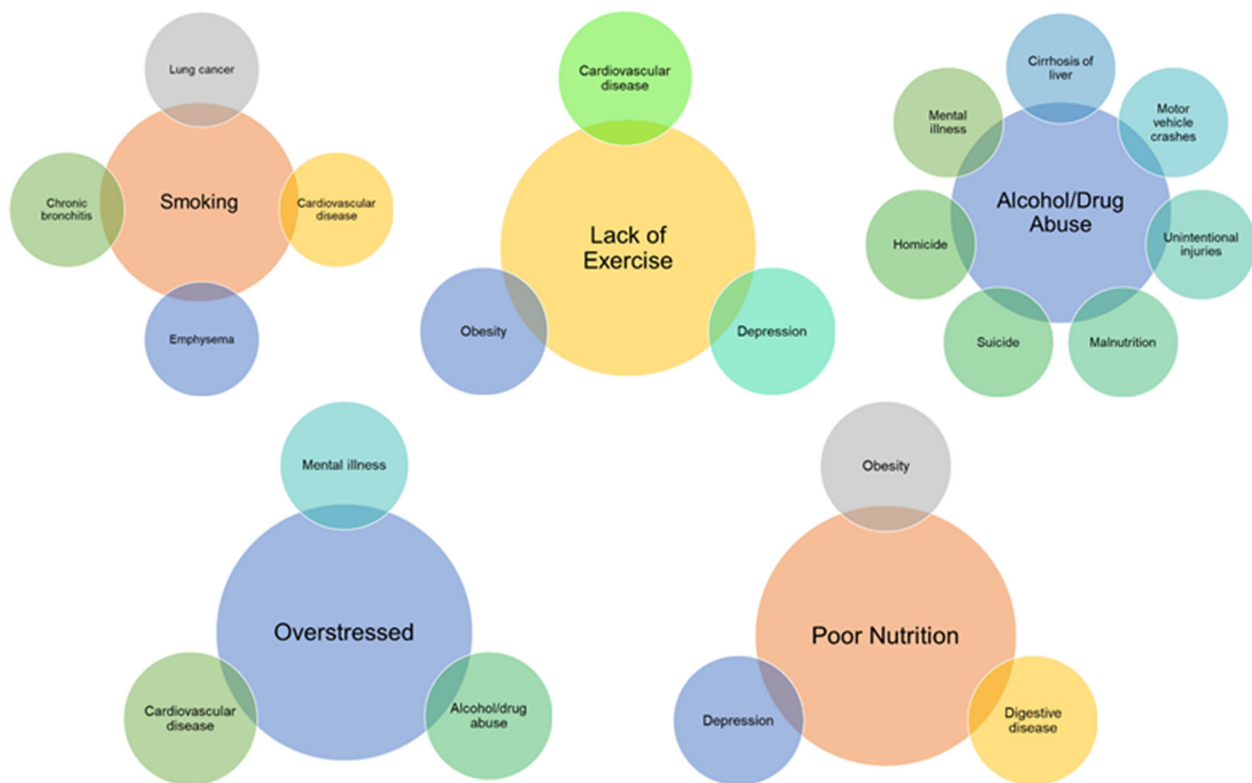 Lung cancer
Chronic
bronchitis
Smoking
Cardiovascular
disease
Emphysema
Cardiovascular
disease
Lack of
Exercise
Obesity
Depression
Cirrhosis of
liver
Mental
illness
Motor
vehicle
crashes
Alcohol/Drug
Abuse
Homicide
Unintentional
injuries
Suicide
Malnutrition
Mental illness
Overstressed
Cardiovascular
disease
Alcohol/drug
abuse
Obesity
Poor Nutrition
Depression
Digestive
disease